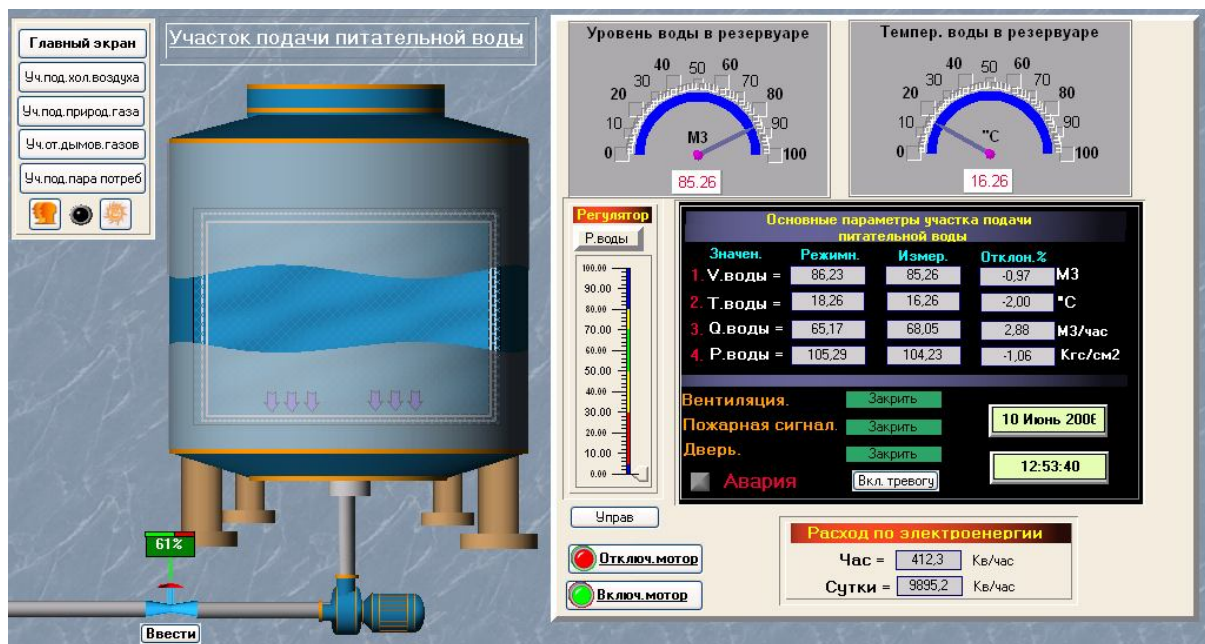 Главный экран
Уч.под.хол.воздуха
Уч.под.природ.газа
Уч.от.дымов.газов
Уч.под.пара потреб
Участок подачи питательной воды
61%
Ввести
Уровень воды в резервуаре
0 10 20 30 40 50 60 70 80 90 100
М3
85.26
Темпер. воды в резервуаре
0 10 20 30 40 50 60 70 80 90 100
"С
16.26
Регулятор
Р.воды
100.00
90.00
80.00
70.00
60.00
50.00
40.00
30.00
20.00
10.00
0.00
Управ
Отключ.мотор
Включ.мотор
Основные параметры участка подачи
питательной воды
Значен. Режимн. Измер. Отклон.%
1. V.воды = 86,23 85,26 -0,97 М3
2. Т.воды = 18,26 16,26 -2,00 "С
3. Q.воды = 65,17 68,05 2,88 М3/час
4. Р.воды = 105,29 104,23 -1,06 Кгс/см2
Вентиляция. Закрить
Пожарная сигнал. Закрить
Дверь. Закрить
Авария Вкл. тревогу
10 Июнь 2006
12:53:40
Расход по электроенергии
Час = 412,3 Кв/час
Сутки = 9895,2 Кв/час